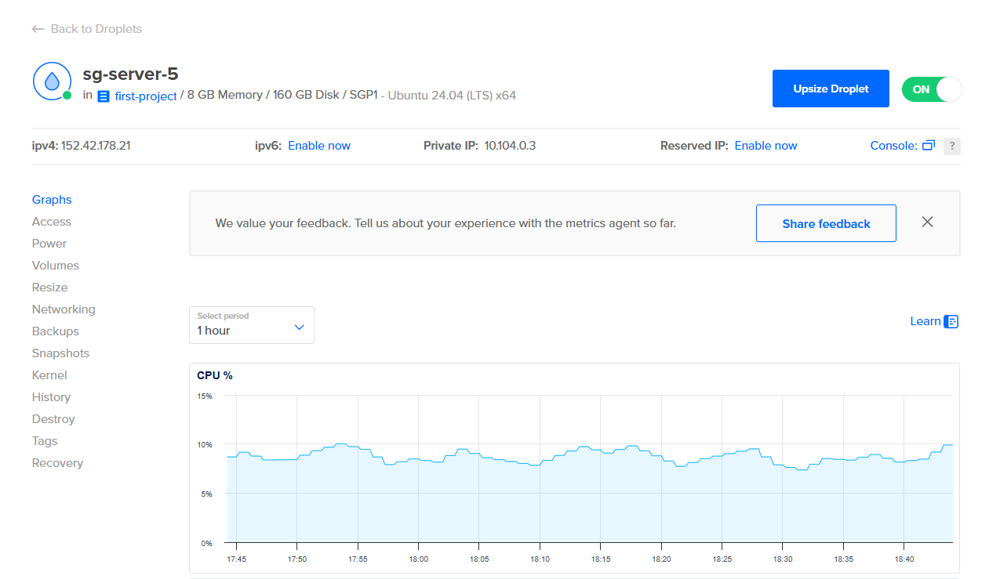 ← Back to Droplets
sg-server-5
in first-project / 8 GB Memory / 160 GB Disk / SGP1 - Ubuntu 24.04 (LTS) x64
Upsize Droplet
ON
ipv4: 152.42.178.21 ipv6: Enable now Private IP: 10.104.0.3 Reserved IP: Enable now Console: ?
Graphs
Access
Power
Volumes
Resize
Networking
Backups
Snapshots
Kernel
History
Destroy
Tags
Recovery
We value your feedback. Tell us about your experience with the metrics agent so far.
Share feedback
Select period
1 hour
Learn
CPU %
15%
10%
5%
0%
17:45 17:50 17:55 18:00 18:05 18:10 18:15 18:20 18:25 18:30 18:35 18:40